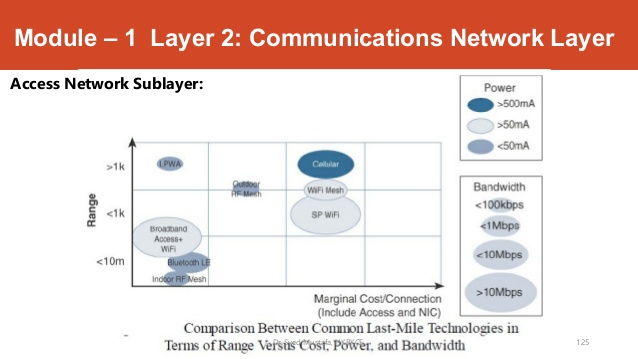 Module – 1 Layer 2: Communications Network Layer
Access Network Sublayer:
Power
>500mA
>50mA
<50mA
Bandwidth
<100kbps
<1Mbps
<10Mbps
>10Mbps
Range
>1k
<1k
<10m
LPWA
Cellular
Outdoor
RF Mesh
WiFi Mesh
SP WiFi
Broadband
Access+
WiFi
Bluetooth LE
Indoor RF Mesh
Marginal Cost/Connection
(Include Access and NIC)
Comparison Between Common Last-Mile Technologies in
Terms of Range Versus Cost, Power, and Bandwidth
125